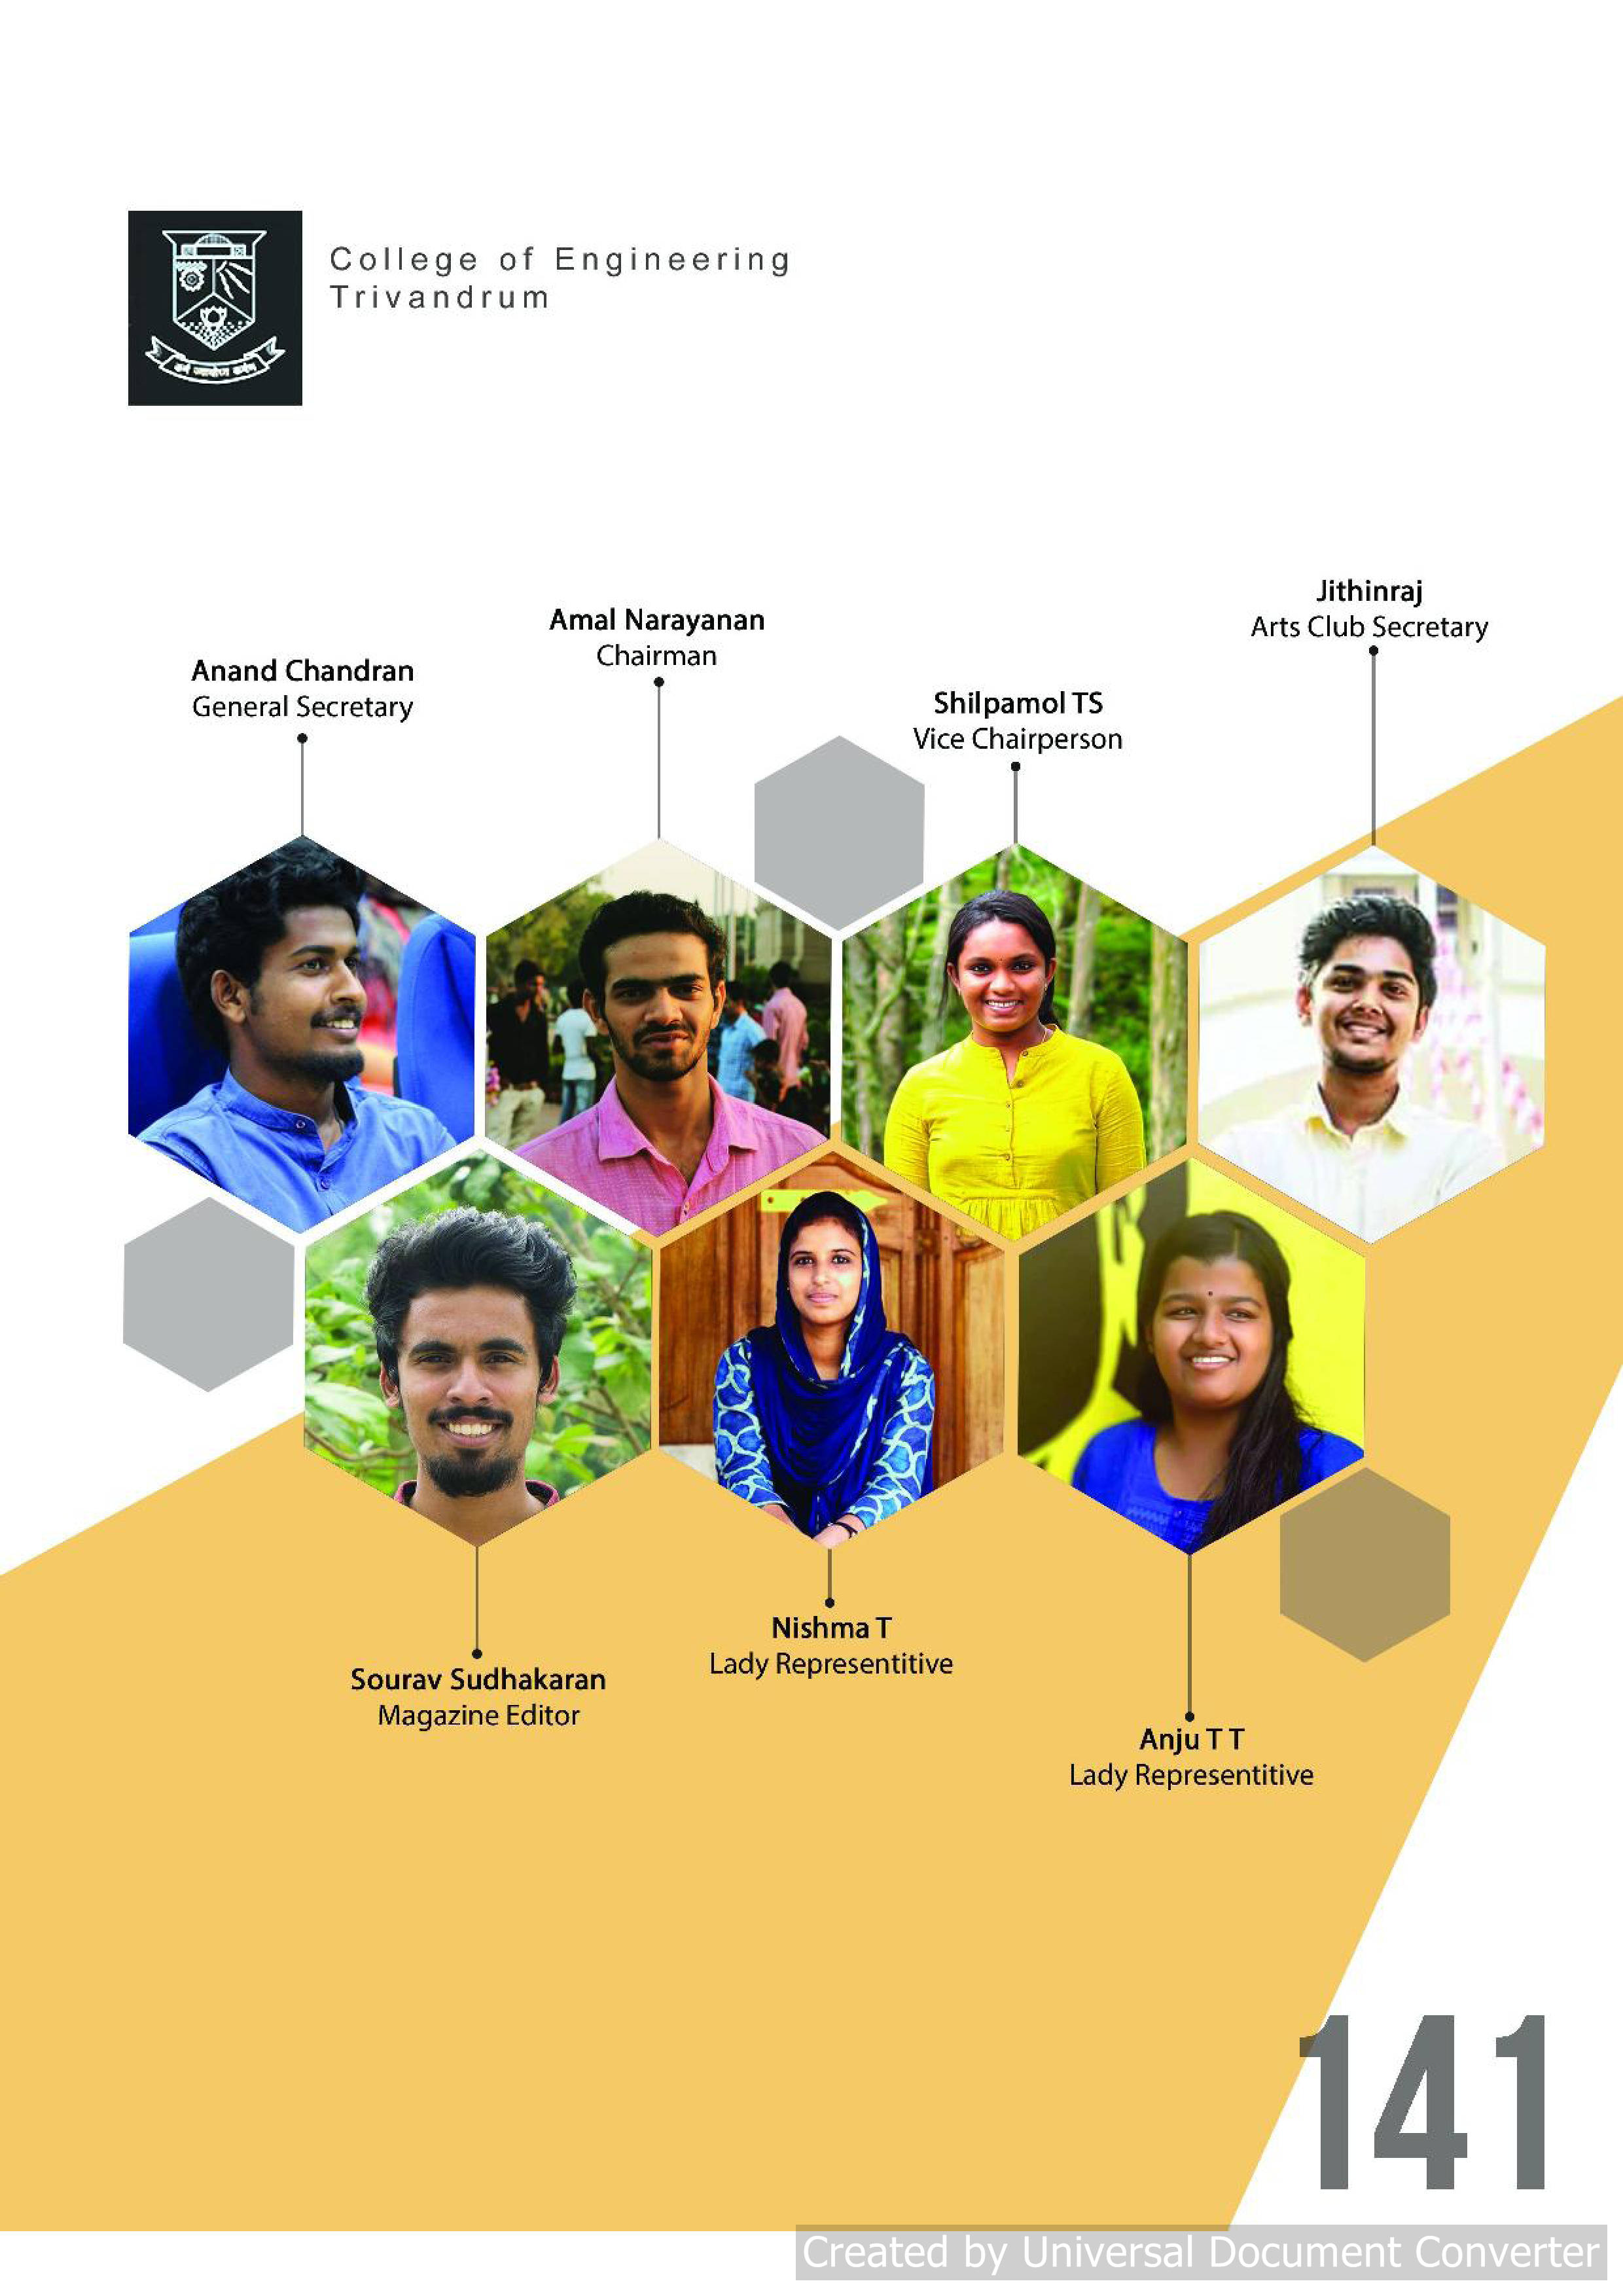 College of Engineering
Trivandrum
Jithinraj
Arts Club Secretary
Amal Narayanan
Chairman
Anand Chandran
General Secretary
Shilpamol TS
Vice Chairperson
Nishma T
Lady Representitive
Sourav Sudhakaran
Magazine Editor
Anju T T
Lady Representitive
141
Created by Universal Document Converter